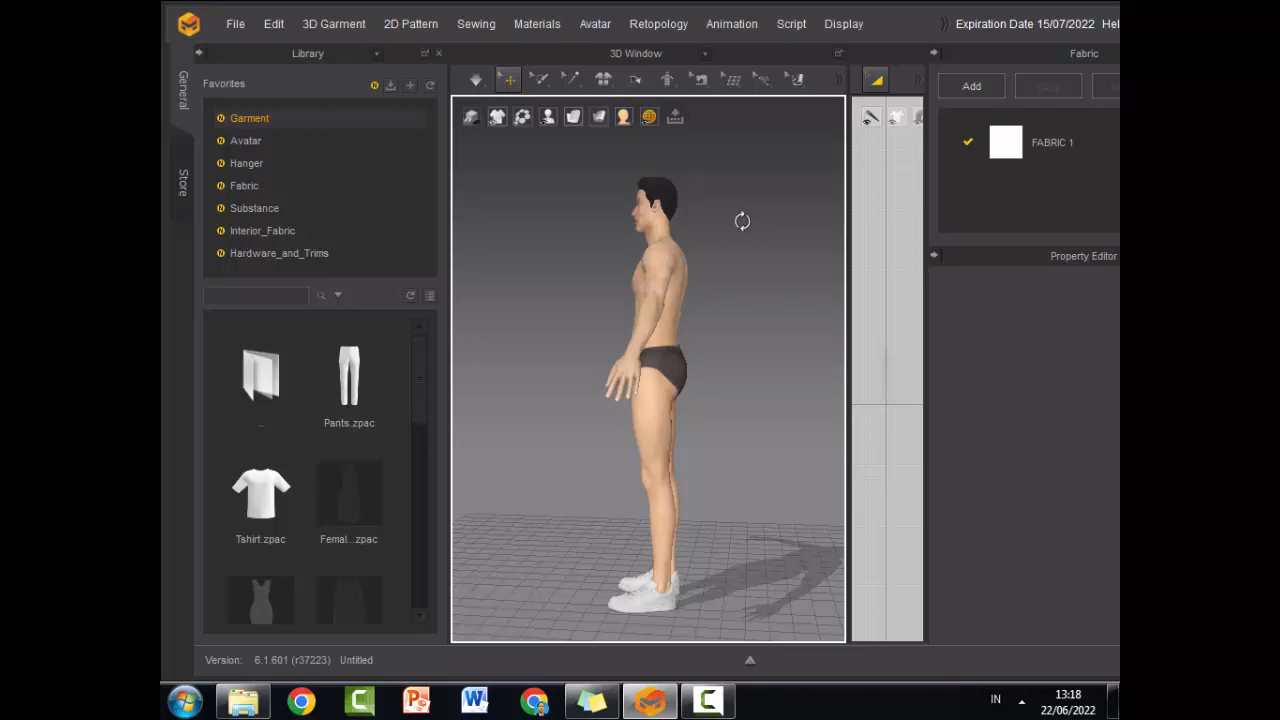 File Edit 3D Garment 2D Pattern Sewing Materials Avatar Retopology Animation Script Display Expiration Date 15/07/2022 Hel
Library 3D Window Fabric
General
Store
Favorites
Add
Garment
Avatar
Hanger
Fabric
Substance
Interior_Fabric
Hardware_and_Trims
FABRIC 1
Property Editor
..
Pants.zpac
Tshirt.zpac
Femal...zpac
Version: 6.1.601 (r37223) Untitled
IN
13:18
22/06/2022